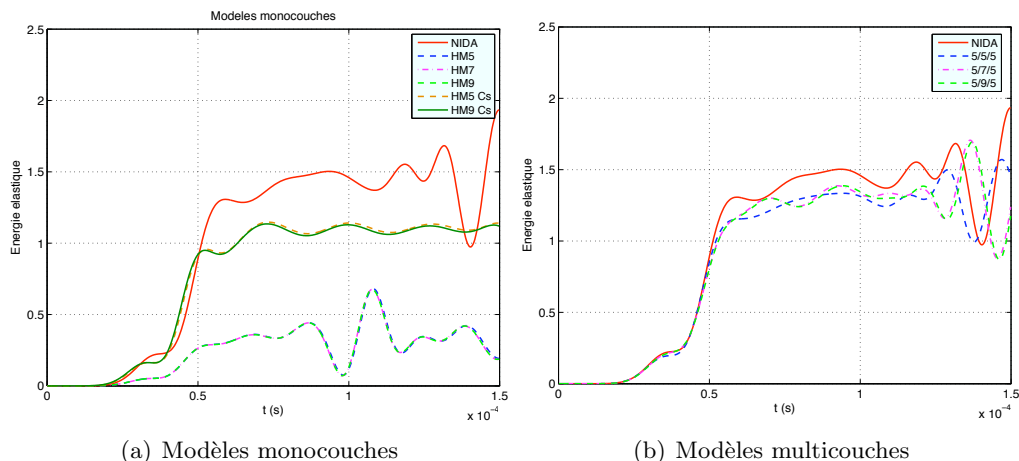 Modeles monocouches
2.5
2
1.5
1
0.5
0
Energie elastique
NIDA
HM5
HM7
HM9
HM5 Cs
HM9 Cs
0
0.5
1
1.5
t (s)
x 10⁻⁴
(a) Modèles monocouches
2.5
2
1.5
1
0.5
0
Energie elastique
NIDA
5/5/5
5/7/5
5/9/5
0
0.5
1
1.5
t (s)
x 10⁻⁴
(b) Modèles multicouches